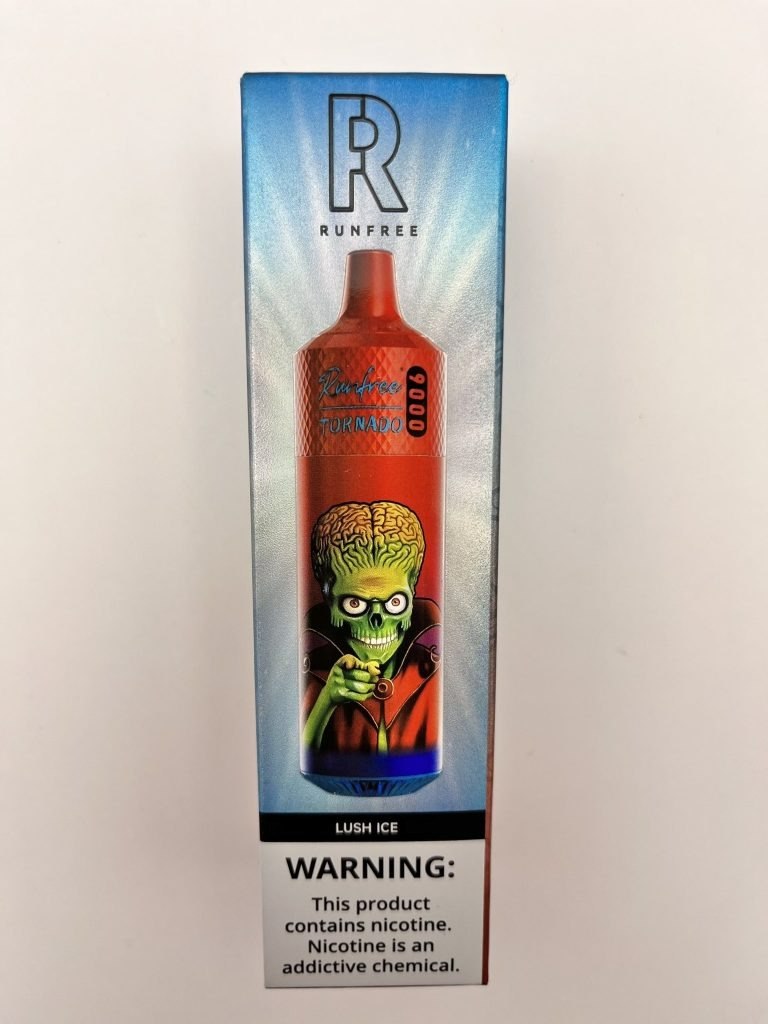 R
RUNFREE
Runfree
TORNADO
9000
LUSH ICE
WARNING:
This product
contains nicotine.
Nicotine is an
addictive chemical.